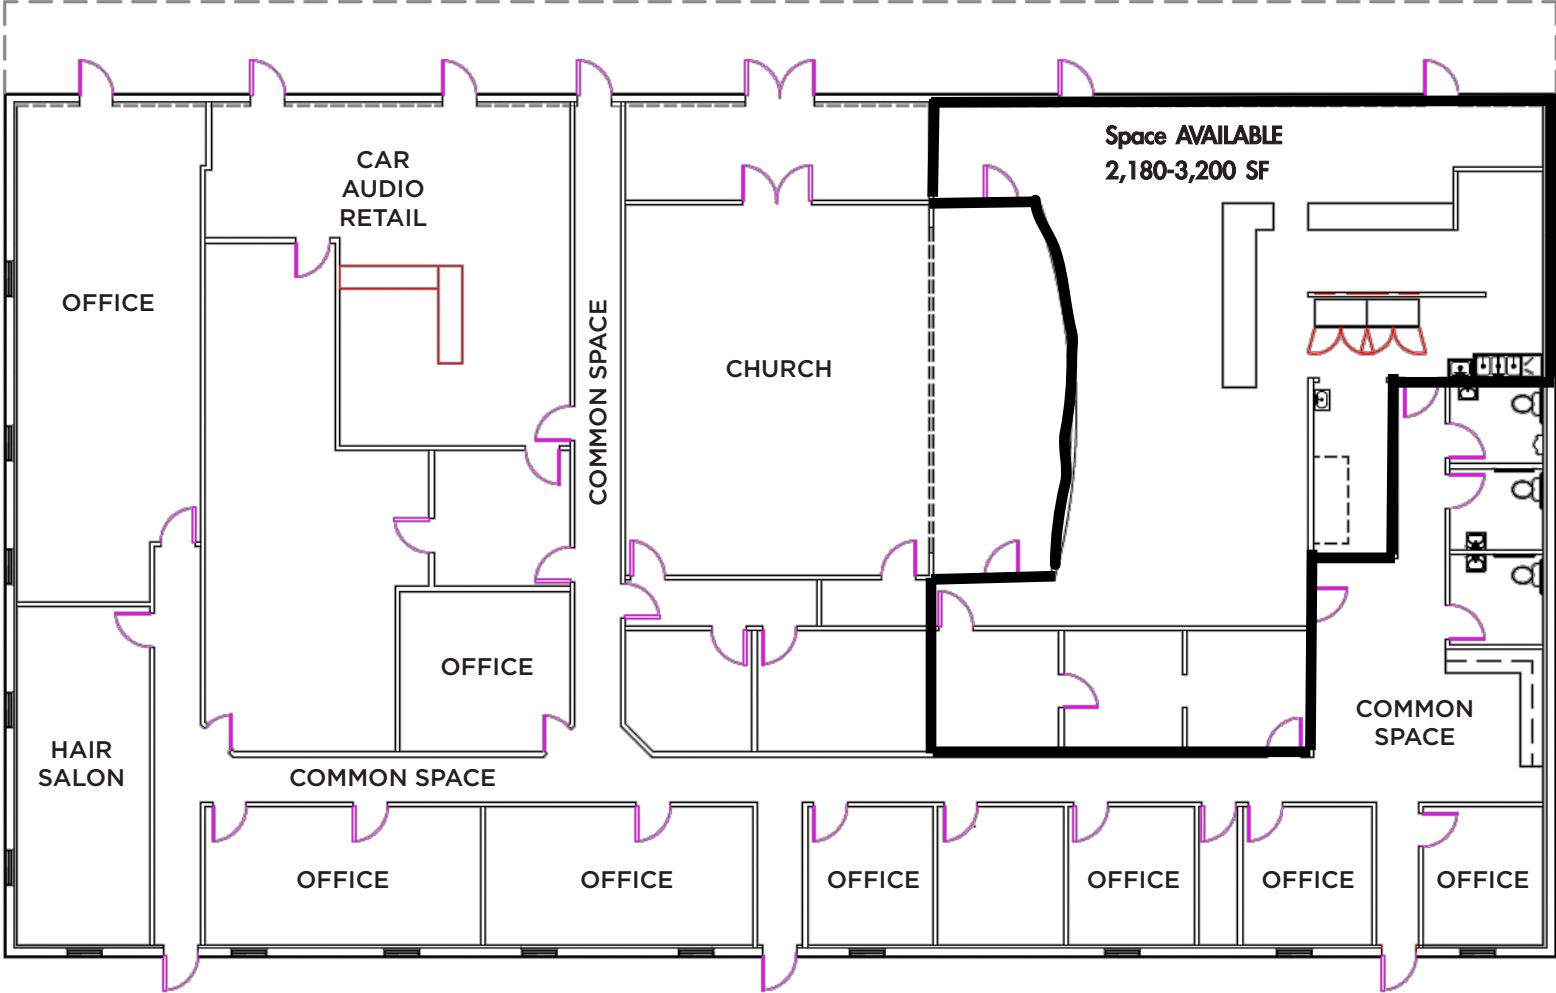 Space AVAILABLE
2,180-3,200 SF
CAR
AUDIO
RETAIL
OFFICE
COMMON SPACE
CHURCH
OFFICE
HAIR
SALON
COMMON SPACE
COMMON
SPACE
OFFICE
OFFICE
OFFICE
OFFICE
OFFICE
OFFICE